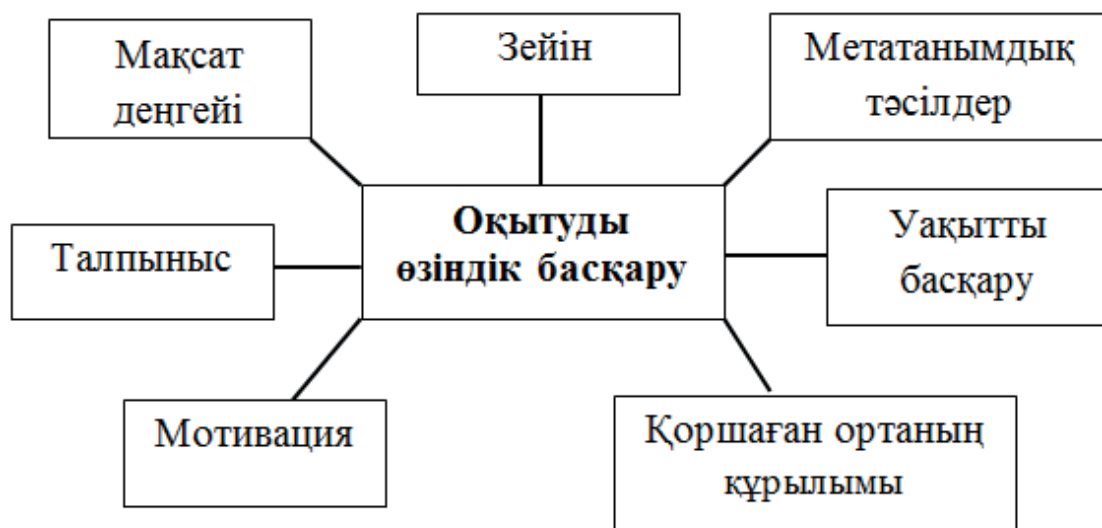 Мақсат
деңгейі
Зейін
Метатанымдық
тәсілдер
Оқытуды
өзіндік басқару
Талпыныс
Уақытты
басқару
Мотивация
Қоршаған ортаның
құрылымы